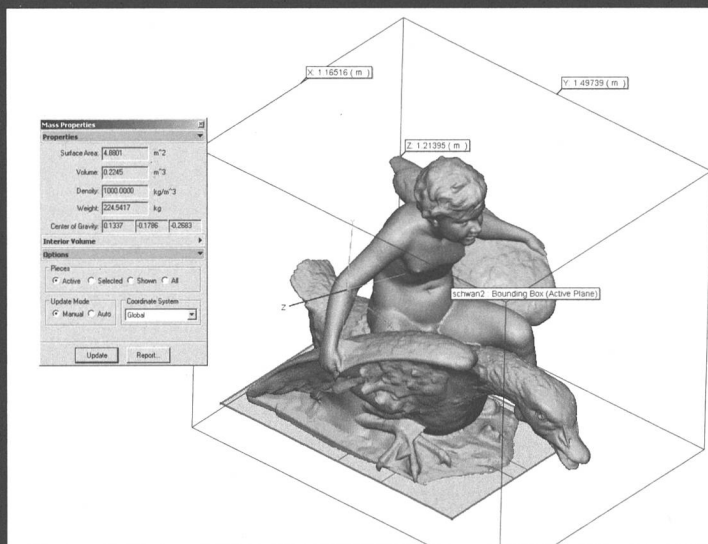 X: 1.16516 ( m )
Y: 1.49739 ( m )
Z: 1.21395 ( m )
Mass Properties
Properties
Surface Area: 4.8801 m^2
Volume: 0.2245 m^3
Density: 1000.0000 kg/m^3
Weight: 224.5417 kg
Center of Gravity: 0.1337 -0.1786 -0.2683
Interior Volume
Options
Pieces
Active Selected Shown All
Update Mode Coordinate System
Manual Auto Global
Update Report...
Z
schwan2 Bounding Box (Active Plane)